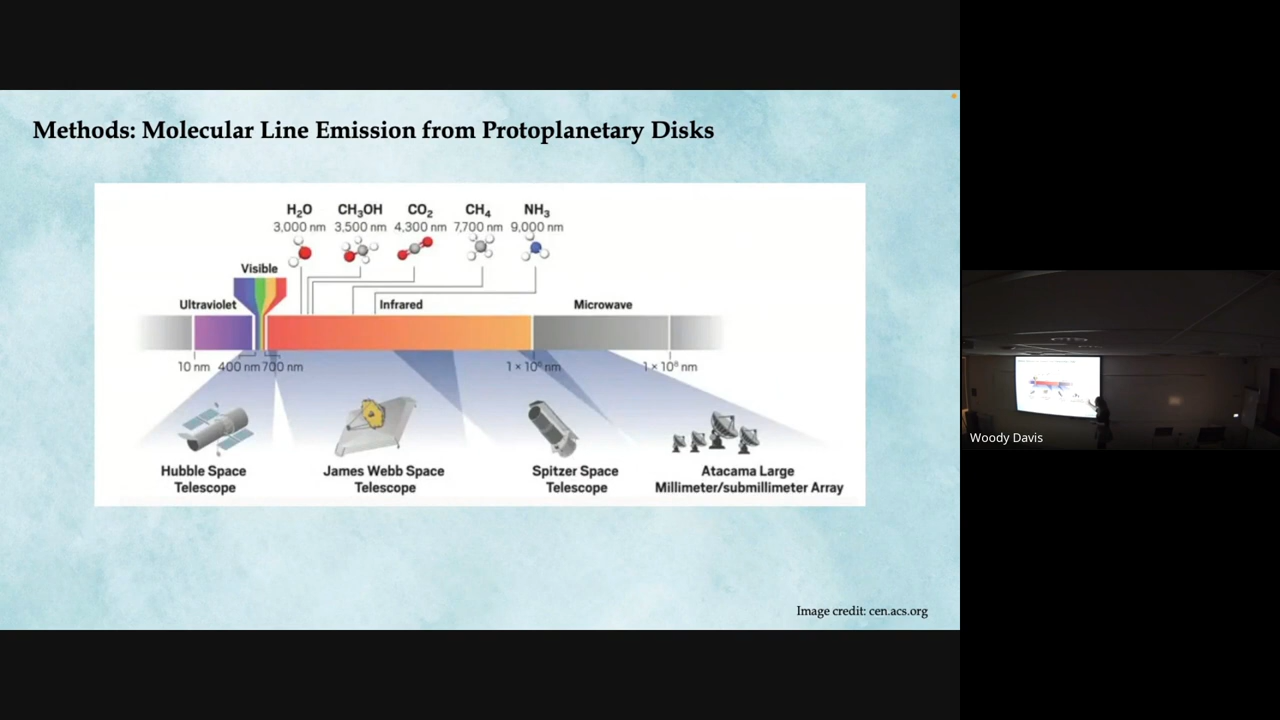 Methods: Molecular Line Emission from Protoplanetary Disks
H₂O CH₃OH CO₂ CH₄ NH₃
3,000 nm 3,500 nm 4,300 nm 7,700 nm 9,000 nm
Visible
Ultraviolet Infrared Microwave
10 nm 400 nm 700 nm 1 × 10⁶ nm 1 × 10⁸ nm
Hubble Space
Telescope
James Webb Space
Telescope
Spitzer Space
Telescope
Atacama Large
Millimeter/submillimeter Array
Image credit: cen.acs.org
Woody Davis